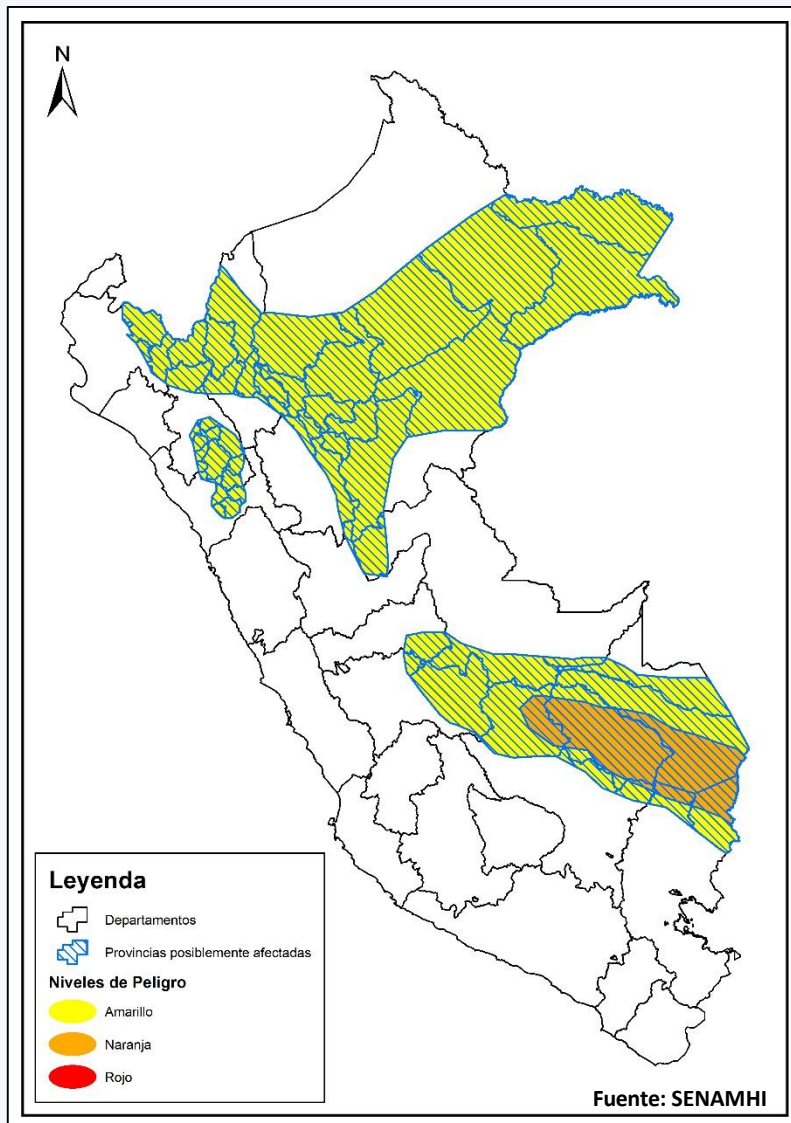 N
Leyenda
Departamentos
Provincias posiblemente afectadas
Niveles de Peligro
Amarillo
Naranja
Rojo
Fuente: SENAMHI